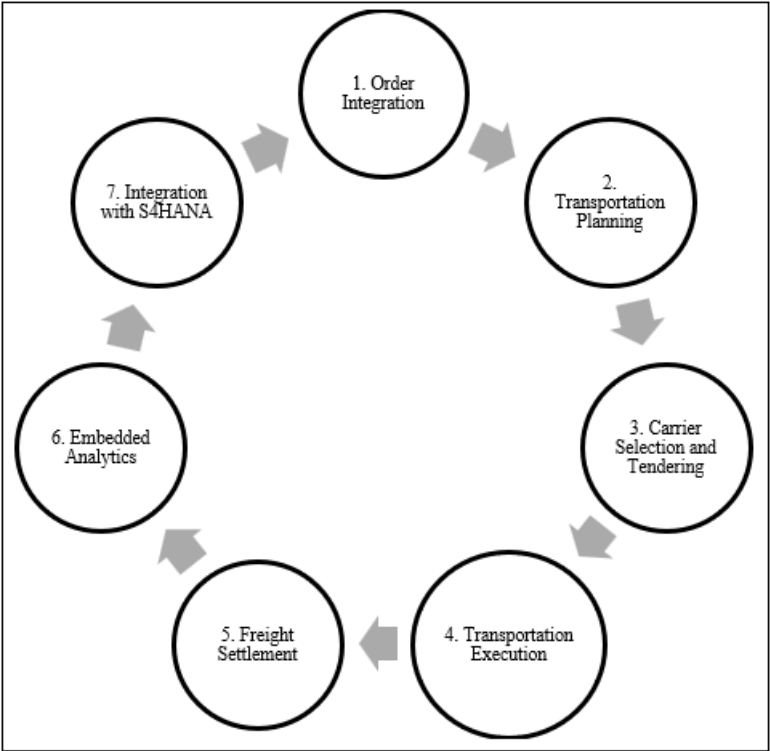 1. Order
Integration
2.
Transportation
Planning
3. Carrier
Selection and
Tendering
4. Transportation
Execution
5. Freight
Settlement
6. Embedded
Analytics
7. Integration
with S4HANA